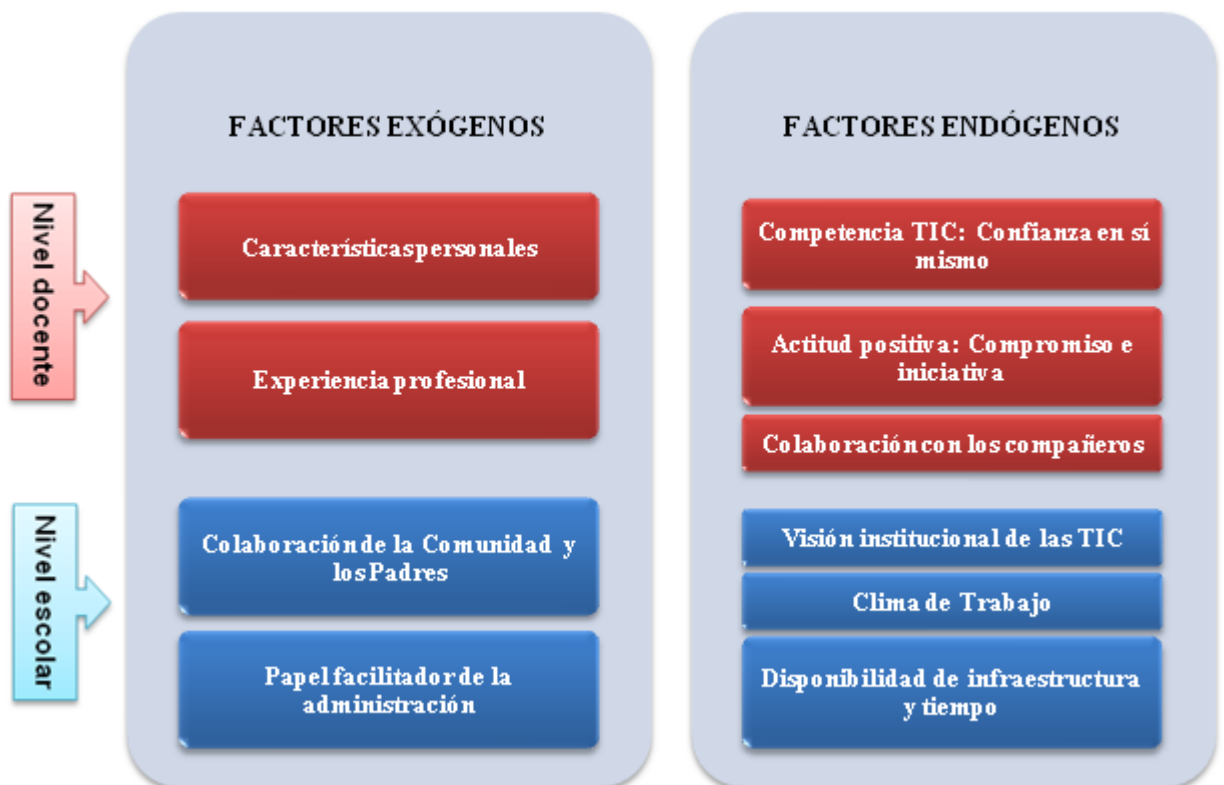 FACTORES EXÓGENOS
FACTORES ENDÓGENOS
Nivel docente
Característicaspersonales
Experiencia profesional
Competencia TIC: Confianza en sí
mismo
Actitud positiva: Compromiso e
iniciativa
Colaboración con los compañeros
Nivel escolar
Colaboración de la Comunidad y
los Padres
Papel facilitador de la
administración
Visión institucional de las TIC
Clima de Trabajo
Disponibilidad de infraestructura
y tiempo